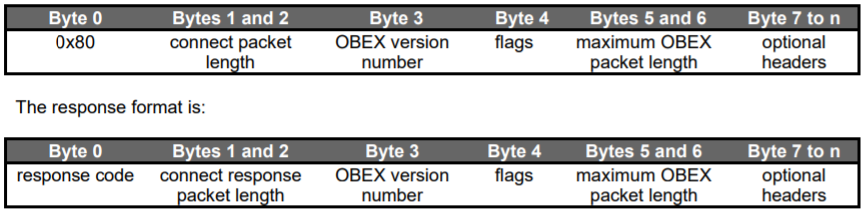 Byte 0 Bytes 1 and 2 Byte 3 Byte 4 Bytes 5 and 6 Byte 7 to n
0x80 connect packet OBEX version flags maximum OBEX optional
length number packet length headers
The response format is:
Byte 0 Bytes 1 and 2 Byte 3 Byte 4 Bytes 5 and 6 Byte 7 to n
response code connect response OBEX version flags maximum OBEX optional
packet length number packet length headers